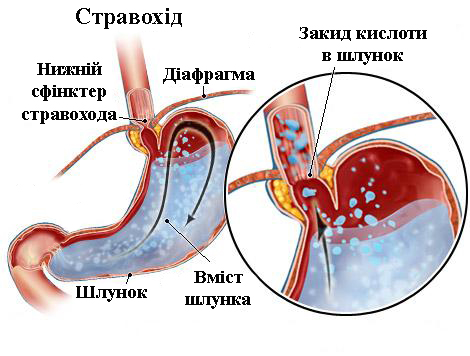 Стравохід
Закид кислоти
в шлунок
Нижній
сфінктер
стравохода
Діафрагма
Шлунок
Вміст
шлунка